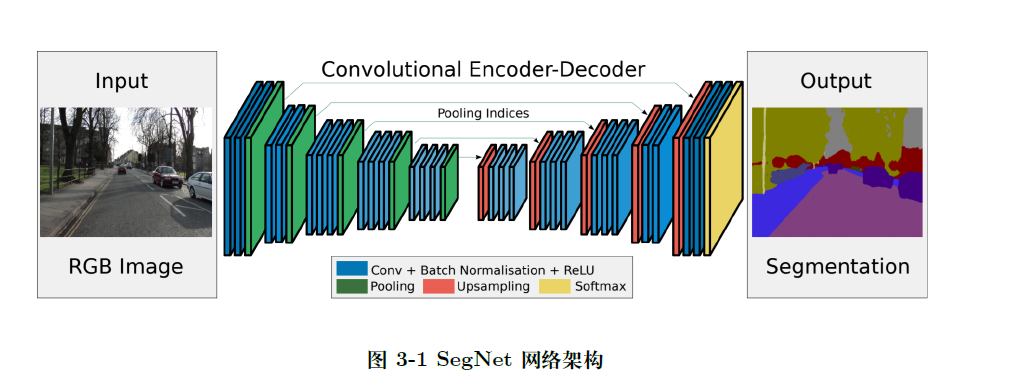 Input
RGB Image
Convolutional Encoder-Decoder
Pooling Indices
Conv + Batch Normalisation + ReLU
Pooling
Upsampling
Softmax
Output
Segmentation
图 3-1 SegNet 网络架构